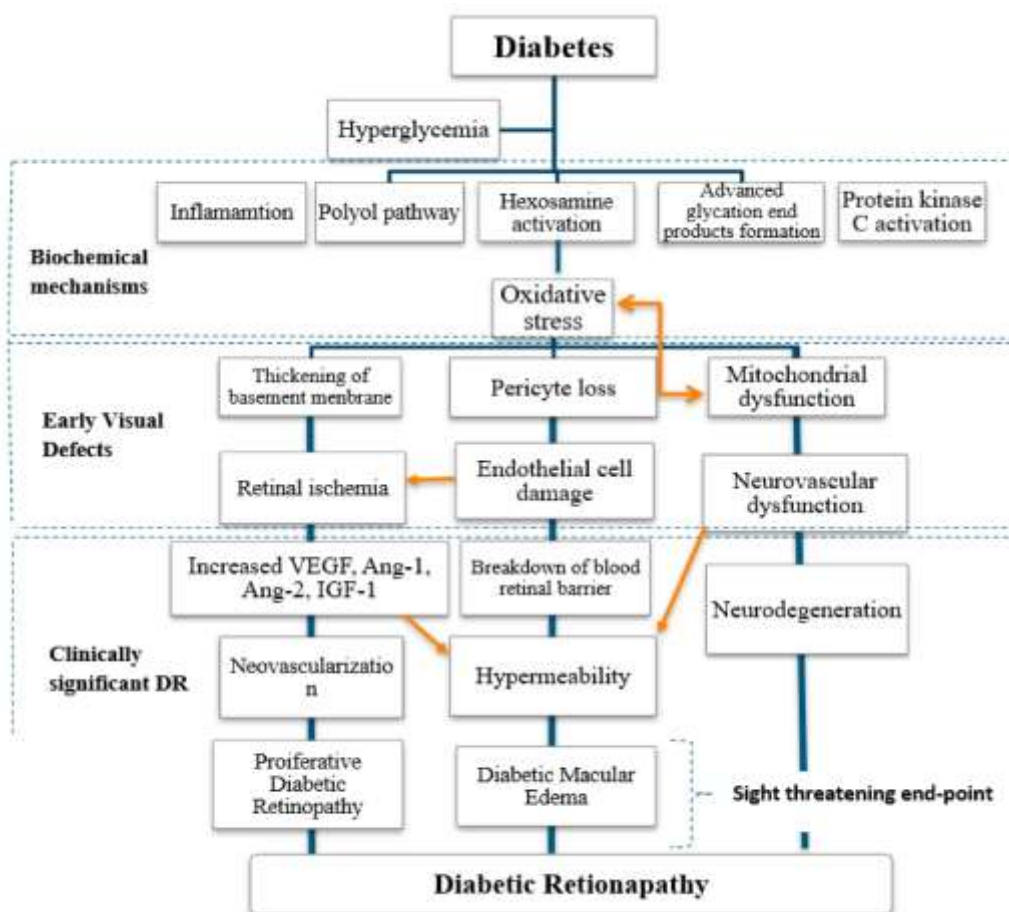 Diabetes
Hyperglycemia
Inflamamtion
Polyol pathway
Hexosamine
activation
Advanced
glycation end
products formation
Protein kinase
C activation
Biochemical
mechanisms
Oxidative
stress
Thickening of
basement menbrane
Pericyte loss
Mitochondrial
dysfunction
Early Visual
Defects
Retinal ischemia
Endothelial cell
damage
Neurovascular
dysfunction
Increased VEGF, Ang-1,
Ang-2, IGF-1
Breakdown of blood
retinal barrier
Neurodegeneration
Clinically
significant DR
Neovascularizatio
n
Hypermeability
Proiferative
Diabetic
Retinopathy
Diabetic Macular
Edema
Sight threatening end-point
Diabetic Retionapathy